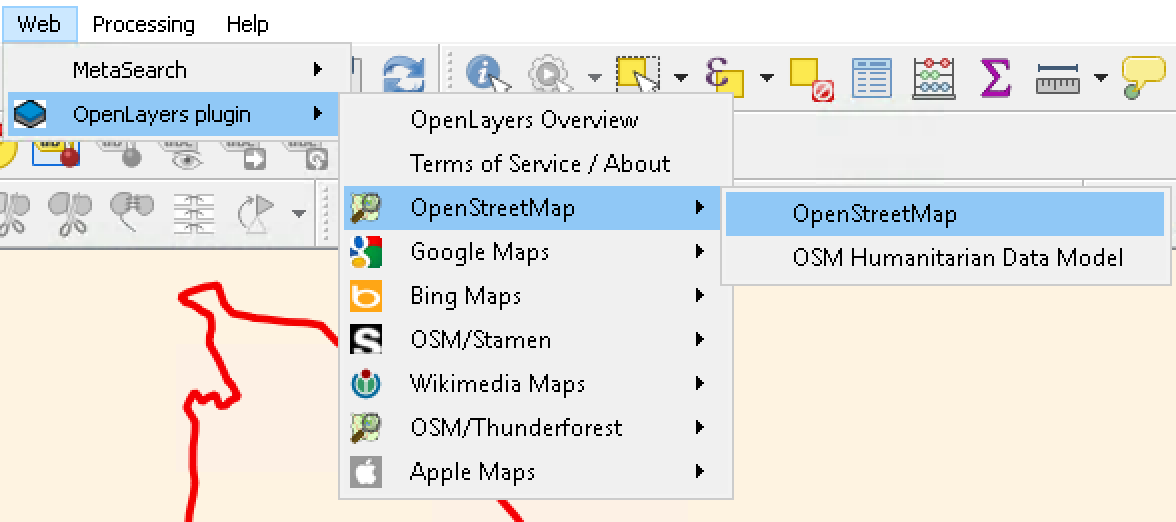 Web Processing Help
MetaSearch
OpenLayers plugin
OpenLayers Overview
Terms of Service / About
OpenStreetMap
OpenStreetMap
OSM Humanitarian Data Model
Google Maps
Bing Maps
OSM/Stamen
Wikimedia Maps
OSM/Thunderforest
Apple Maps